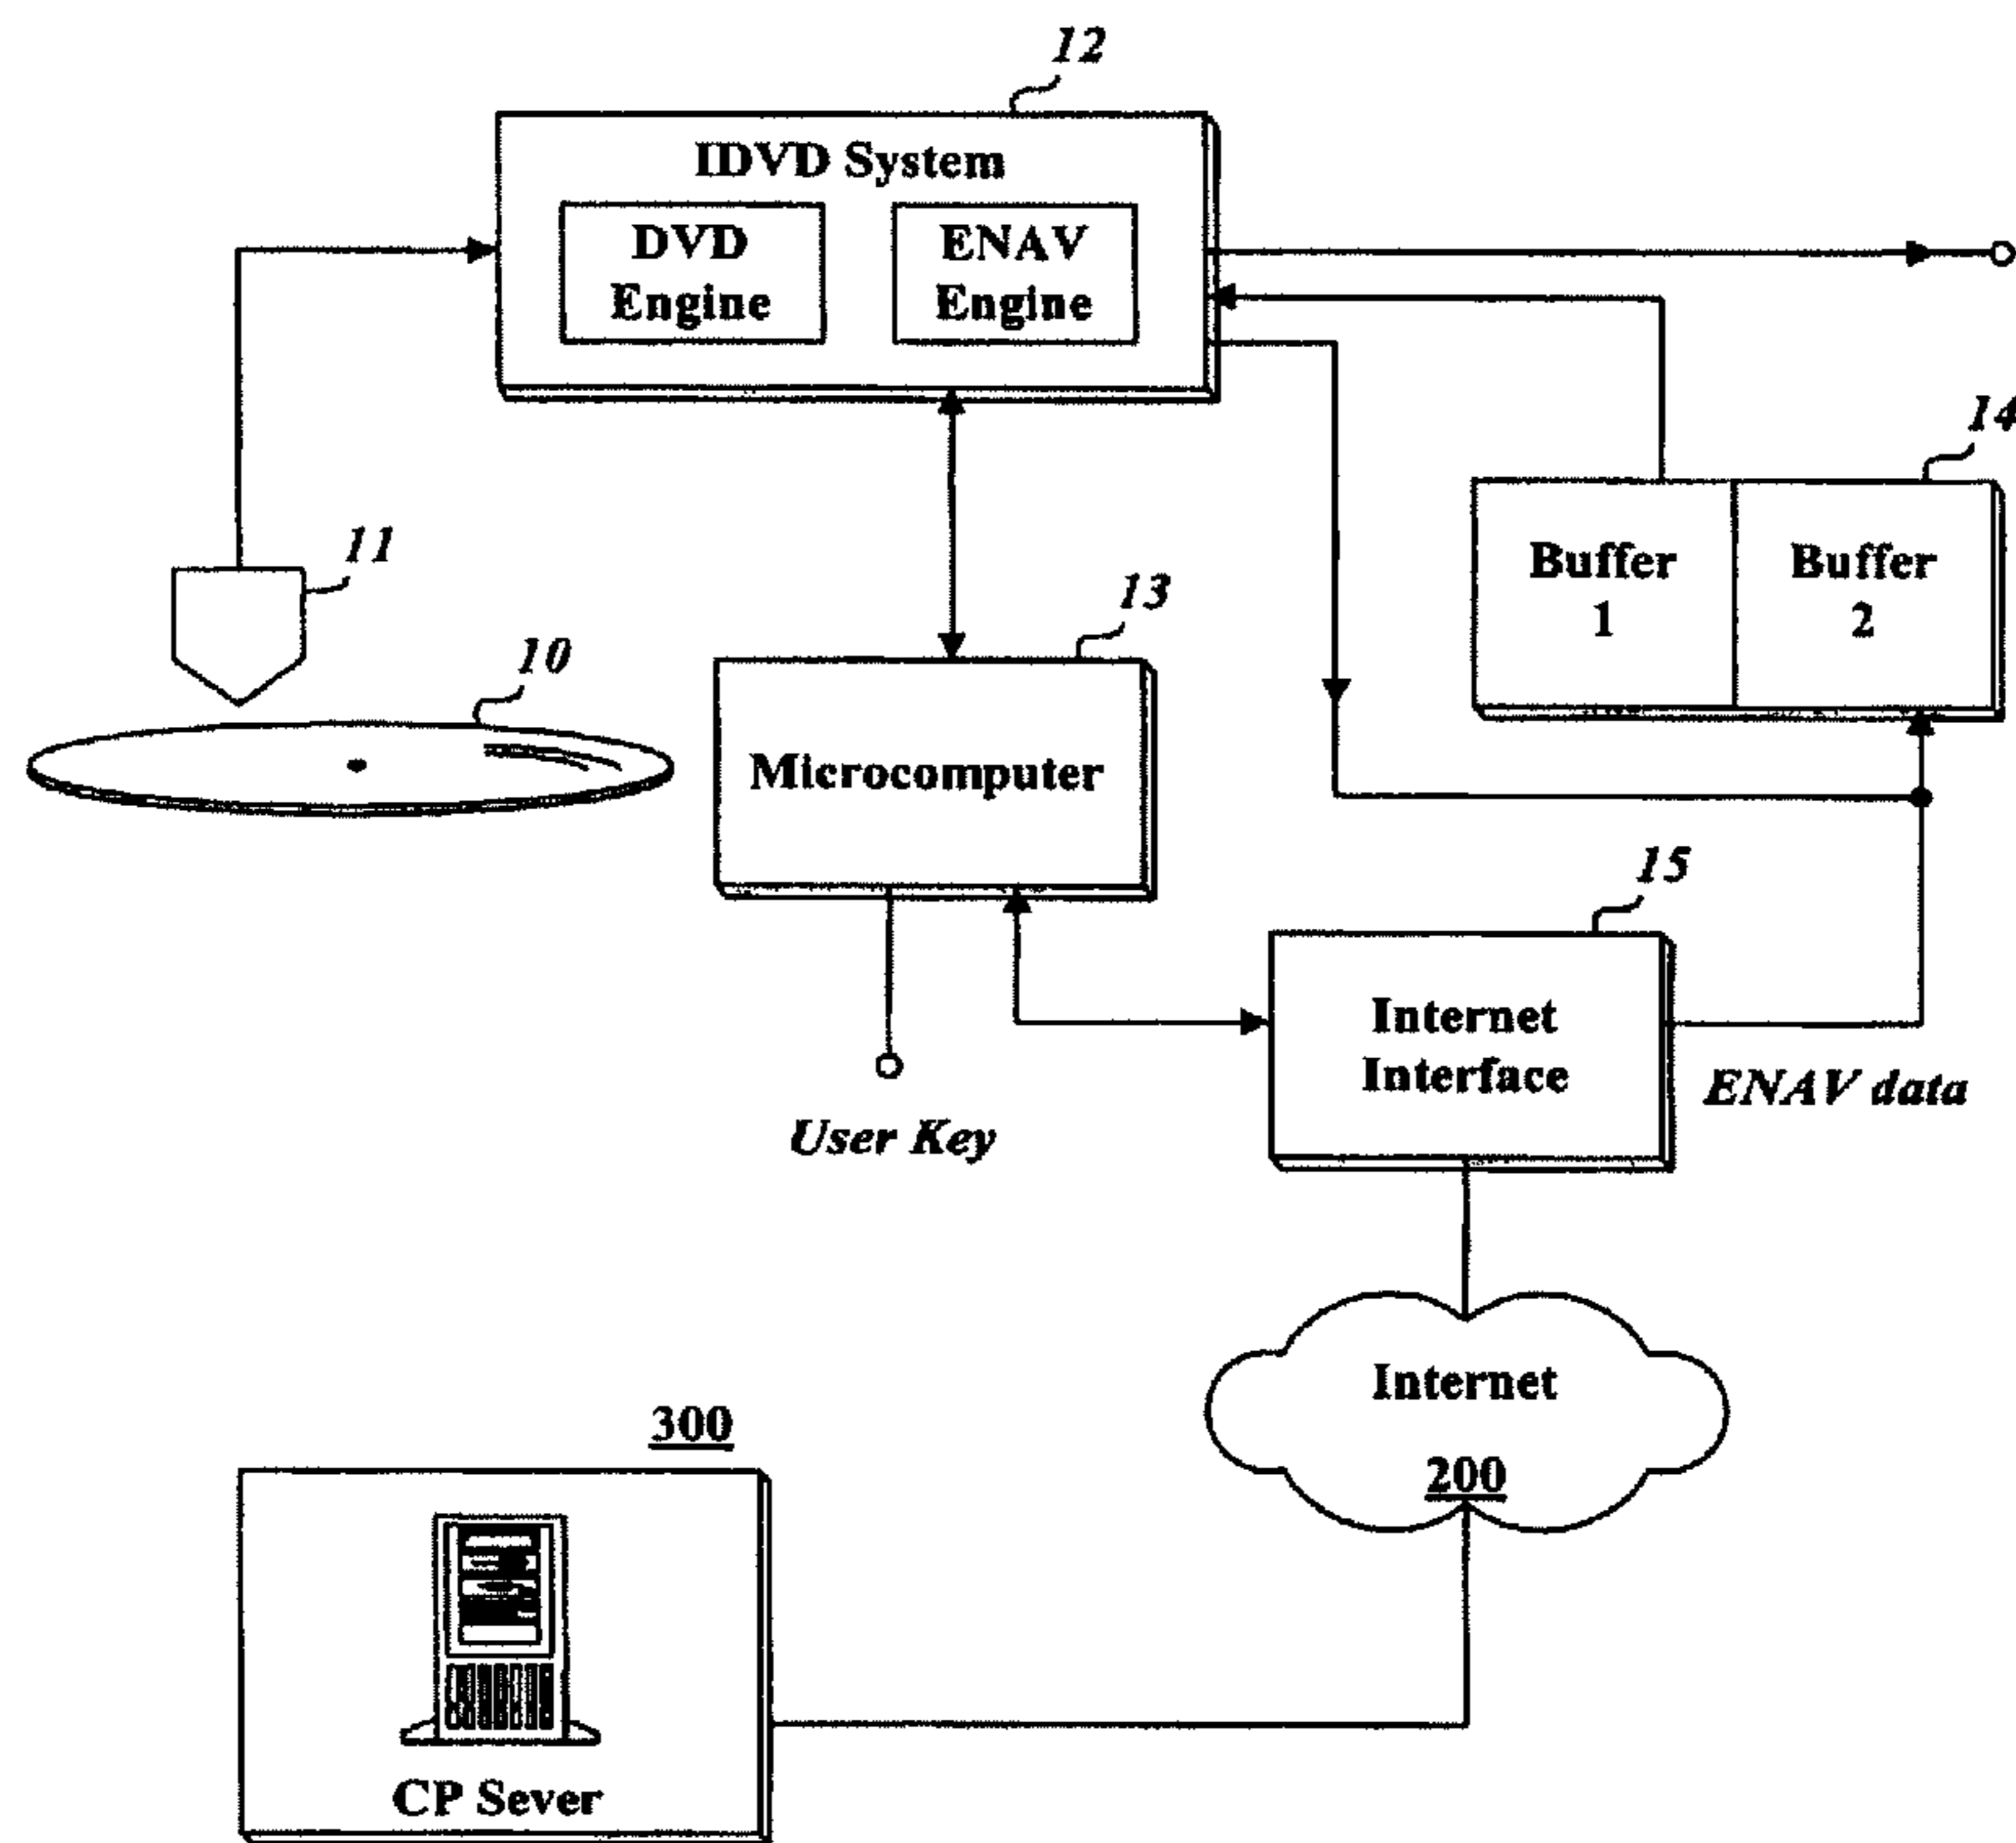 12
IDVD System
DVD
Engine
ENAV
Engine
14
11
Buffer
1
Buffer
2
13
10
Microcomputer
15
Internet
Interface
ENAV data
User Key
Internet
200
300
CP Sever